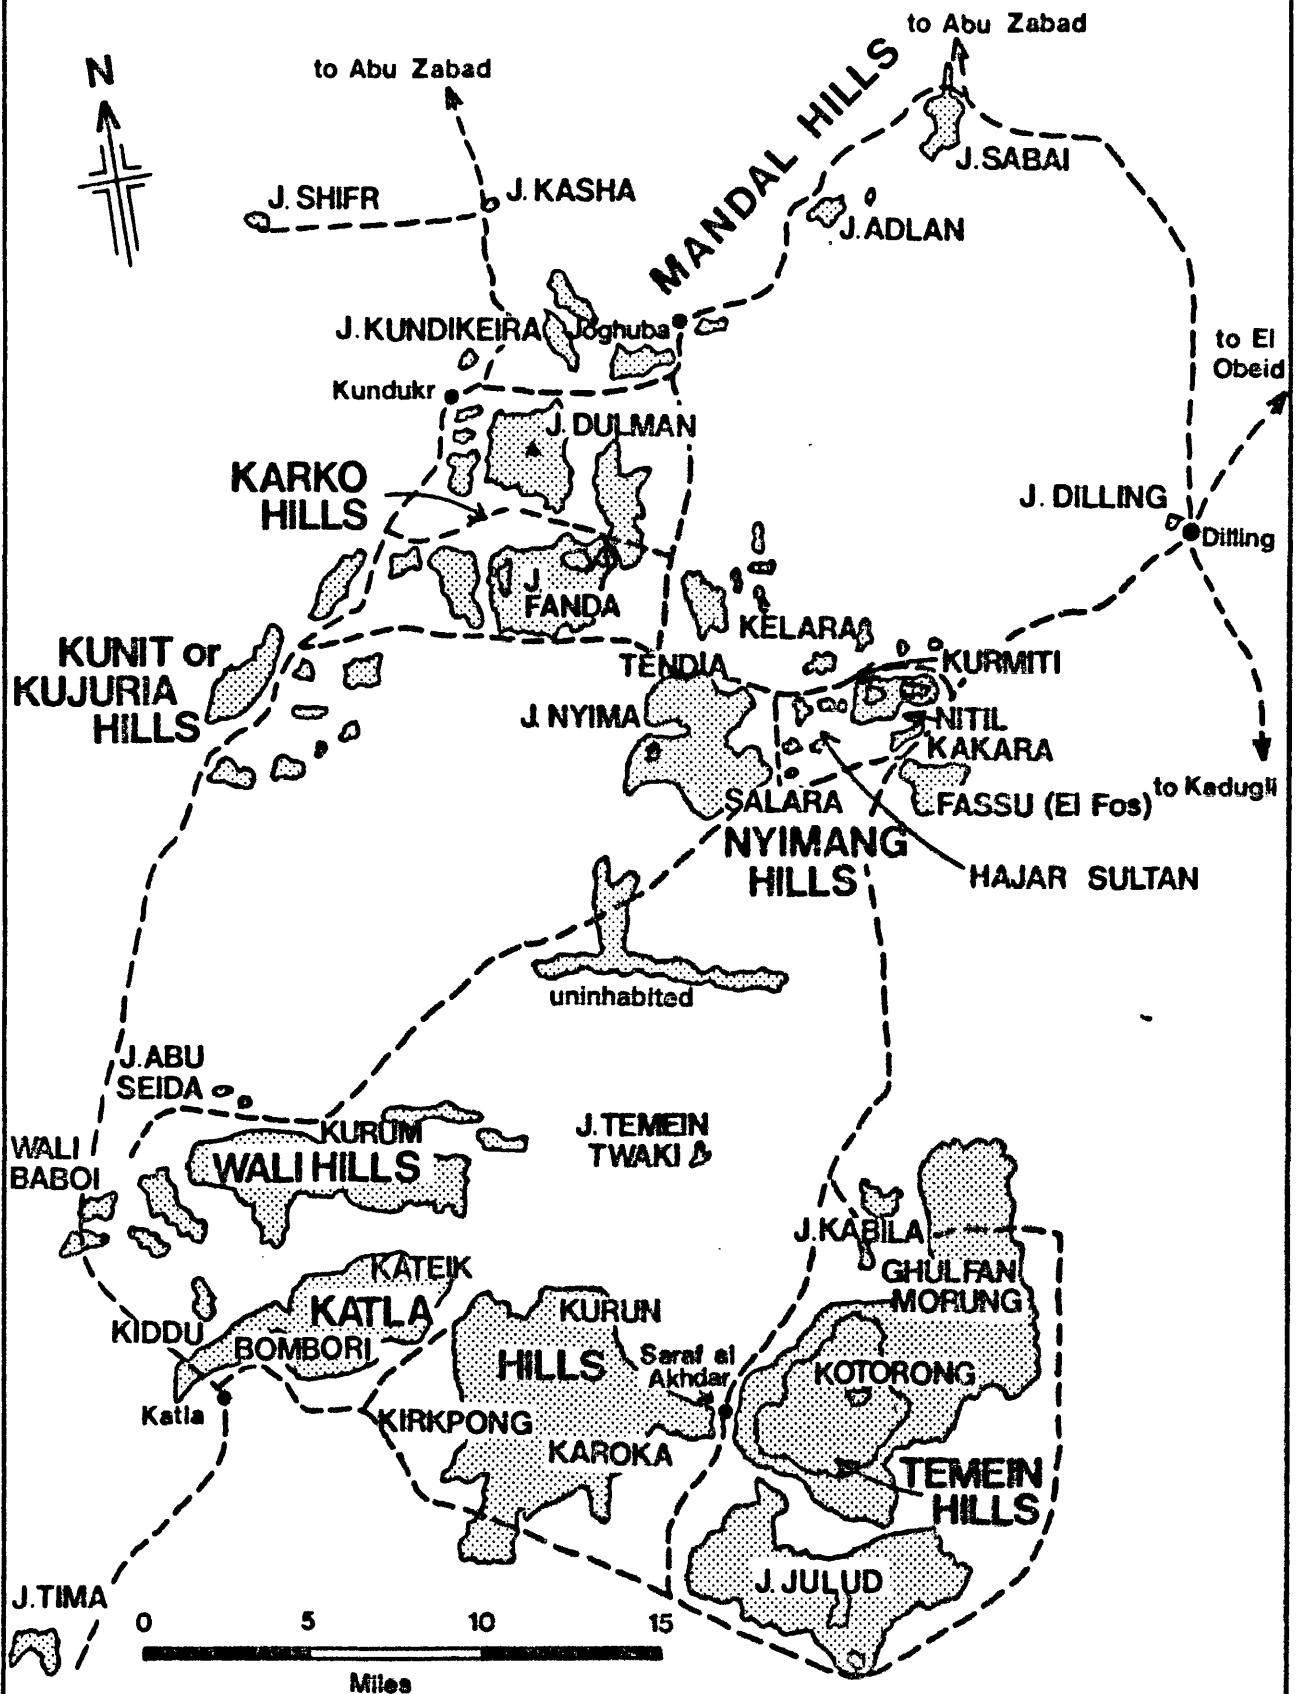 to Abu Zabad
to Abu Zabad
N
MANDAL HILLS
J. SABAI
J. SHIFR
J. KASHA
J. ADLAN
J. KUNDIKEIRA
Joghuba
to El
Obeid
Kundukr
J. DULMAN
KARKO
HILLS
J. DILLING
Dilling
J
FANDA
KELARA
KUNIT or
KUJURIA
HILLS
TENDIA
KURMITI
J. NYIMA
NITIL
KAKARA
SALARA
FASSU (El Fos)
to Kadugli
NYIMANG
HILLS
HAJAR SULTAN
uninhabited
J. ABU
SEIDA
KURUM
J. TEMEIN
TWAKI
WALI
BABOI
WALI HILLS
J. KABILA
KATEIK
GHULFAN
MORUNG
KATLA
KURUN
KIDDU
BOMBORI
HILLS
Saraf al
Akhdar
KOTORONG
Katla
KIRKPONG
KAROKA
TEMEIN
HILLS
J. JULUD
J. TIMA
0 5 10 15
Miles